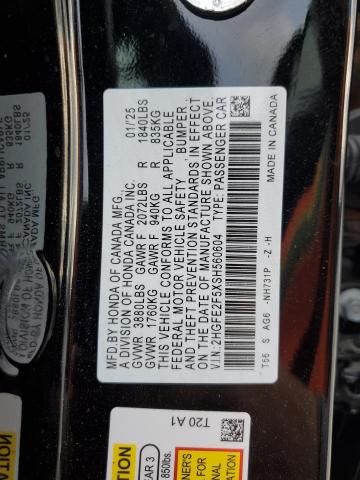 MFD. BY HONDA OF CANADA MFG. 01/25
A DIVISION OF HONDA CANADA INC.
GVWR 3880LBS GAWR F 2072LBS R 1840LBS
GVWR 1760KG GAWR F 940KG R 835KG
THIS VEHICLE CONFORMS TO ALL APPLICABLE
FEDERAL MOTOR VEHICLE SAFETY BUMPER,
AND THEFT PREVENTION STANDARDS IN EFFECT
ON THE DATE OF MANUFACTURE SHOWN ABOVE.
V.I.N.: 2HGFE2F5XSH560604 TYPE: PASSENGER CAR
T56 S AG6 -NH731P -Z -H MADE IN CANADA
T20 A1